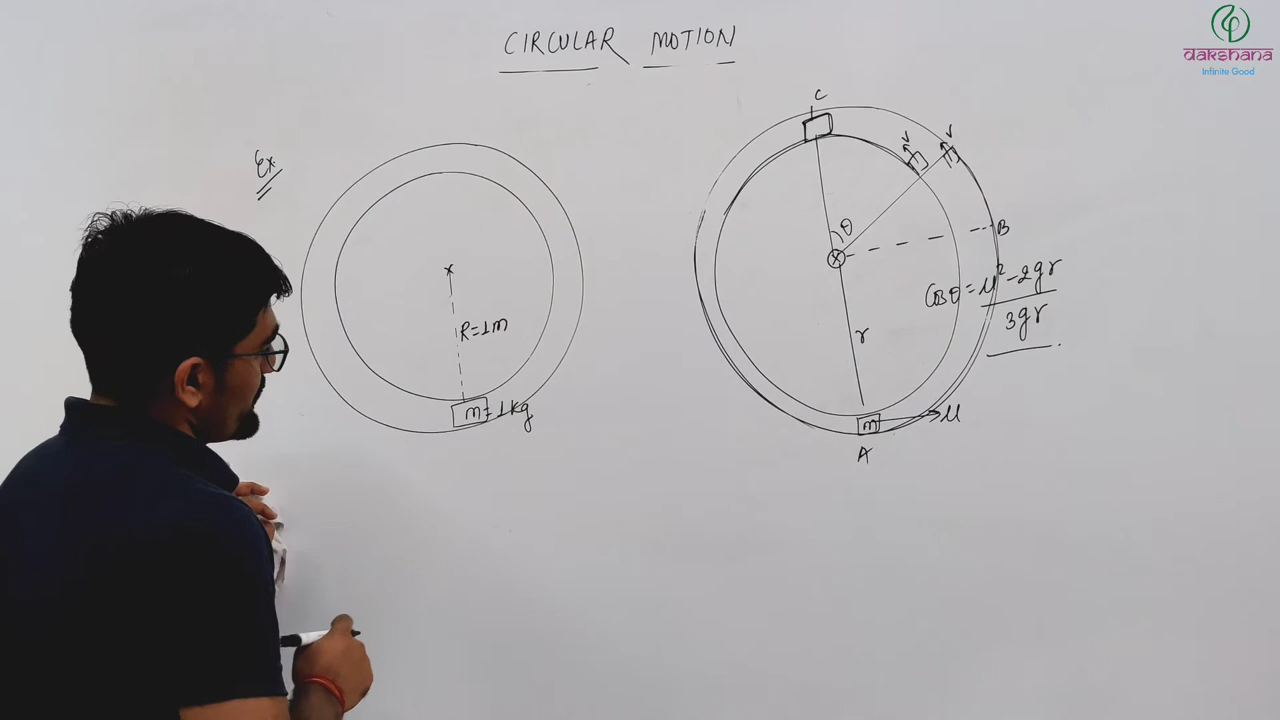 CIRCULAR MOTION
dakshana
Infinite Good
Ex.
x
R=1m
m=1kg
C
v
v
θ
x
B
Cosθ = u² - 2gr
3gr
r
m
u
A